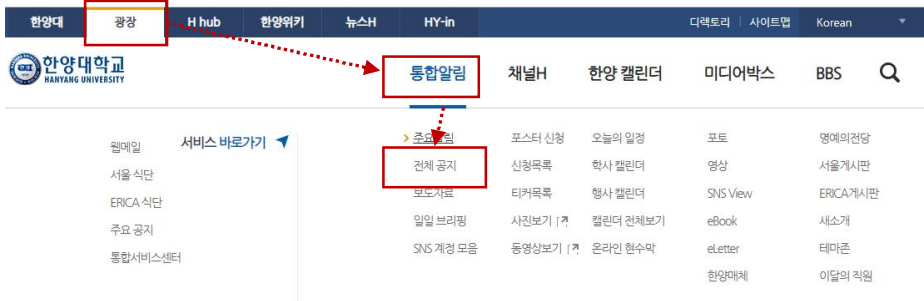 한양대 광장 H hub 한양위키 뉴스H HY-in 디렉토리 사이트맵 Korean
한양대학교
HANYANG UNIVERSITY
통합알림 채널H 한양 캘린더 미디어박스 BBS
서비스 바로가기
웹메일
서울 식단
ERICA 식단
주요 공지
통합서비스센터
주요알림
전체 공지
보도자료
일일 브리핑
SNS 계정 모음
포스터 신청
신청목록
티커목록
사진보기
동영상보기
오늘의 일정
학사 캘린더
행사 캘린더
캘린더 전체보기
온라인 현수막
포토
영상
SNS View
eBook
eLetter
한양매체
명예의전당
서울게시판
ERICA게시판
새소개
테마존
이달의 직원